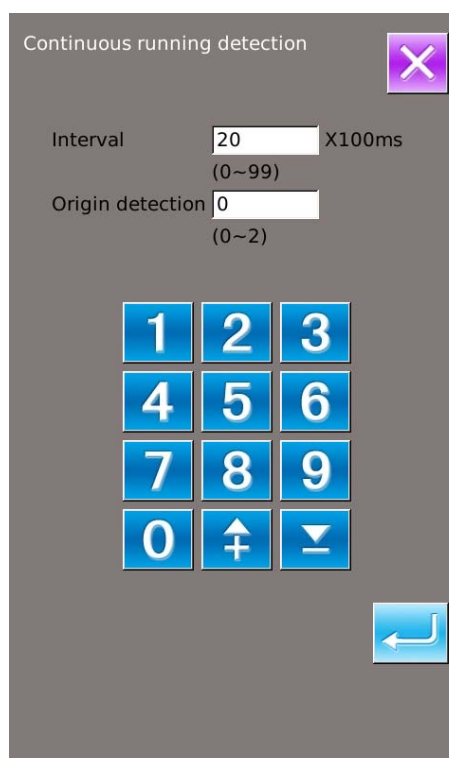 Continuous running detection
Interval 20 X100ms
(0~99)
Origin detection 0
(0~2)
1 2 3
4 5 6
7 8 9
0